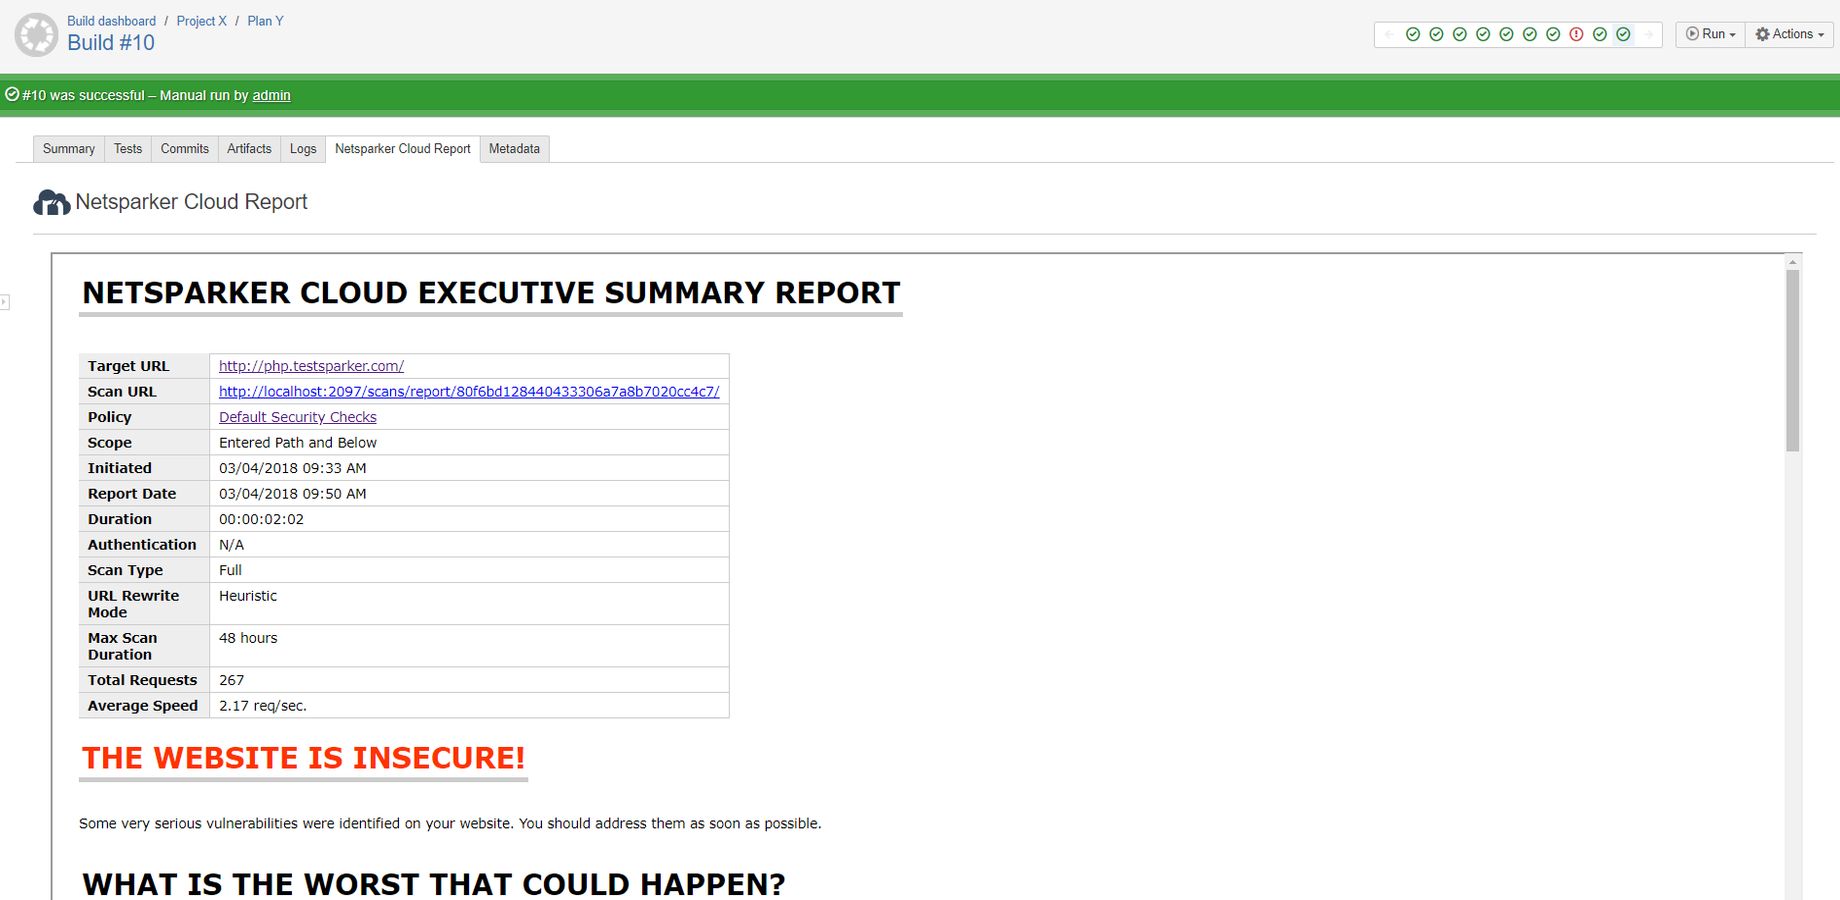 Build dashboard / Project X / Plan Y
Build #10
Run
Actions
#10 was successful – Manual run by admin
Summary Tests Commits Artifacts Logs Netsparker Cloud Report Metadata
Netsparker Cloud Report
NETSPARKER CLOUD EXECUTIVE SUMMARY REPORT
Target URL http://php.testsparker.com/
Scan URL http://localhost:2097/scans/report/80f6bd128440433306a7a8b7020cc4c7/
Policy Default Security Checks
Scope Entered Path and Below
Initiated 03/04/2018 09:33 AM
Report Date 03/04/2018 09:50 AM
Duration 00:00:02:02
Authentication N/A
Scan Type Full
URL Rewrite Heuristic
Mode
Max Scan 48 hours
Duration
Total Requests 267
Average Speed 2.17 req/sec.
THE WEBSITE IS INSECURE!
Some very serious vulnerabilities were identified on your website. You should address them as soon as possible.
WHAT IS THE WORST THAT COULD HAPPEN?